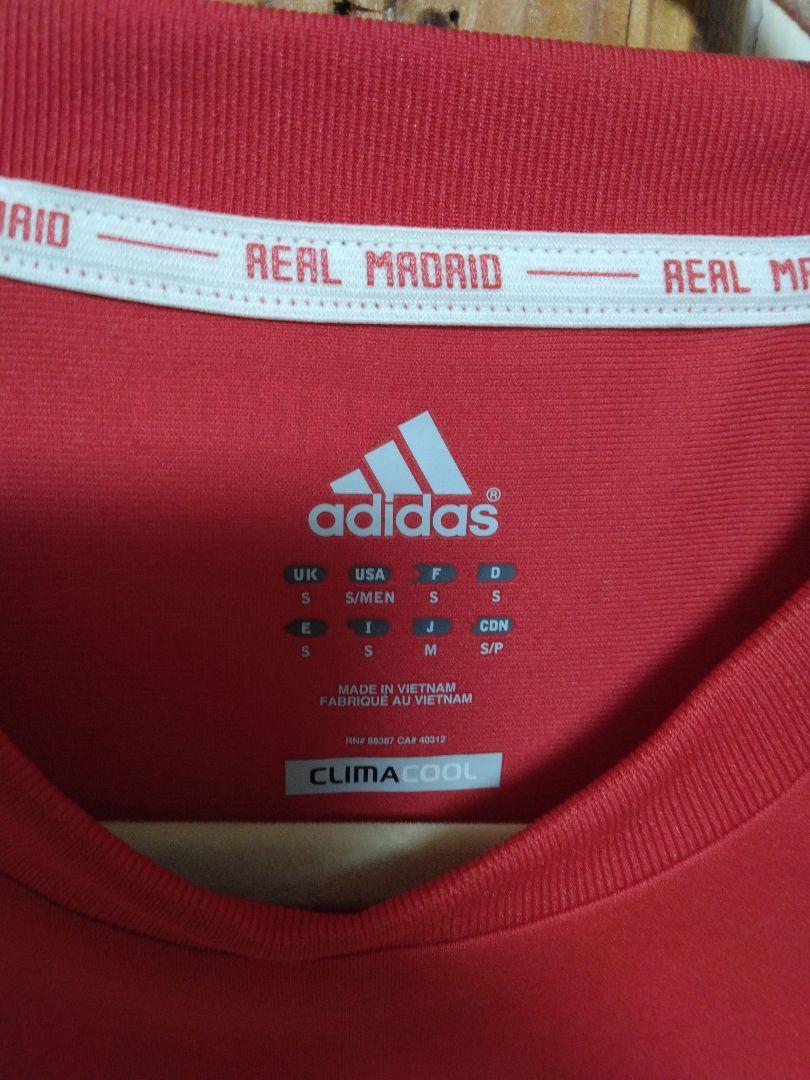 DRID REAL MADRID REAL MA
adidas®
UK USA F D
S S/MEN S S
E I J CDN
S S M S/P
MADE IN VIETNAM
FABRIQUÉ AU VIETNAM
RN# 88387 CA# 40312
CLIMACOOL